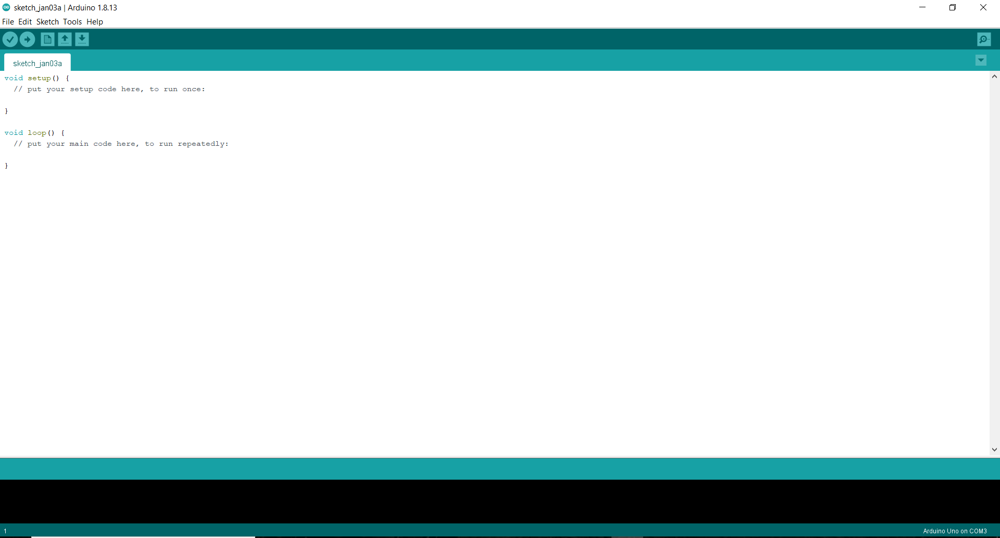 sketch_jan03a | Arduino 1.8.13
File Edit Sketch Tools Help
sketch_jan03a
void setup() {
  // put your setup code here, to run once:

}

void loop() {
  // put your main code here, to run repeatedly:

}
1
Arduino Uno on COM3